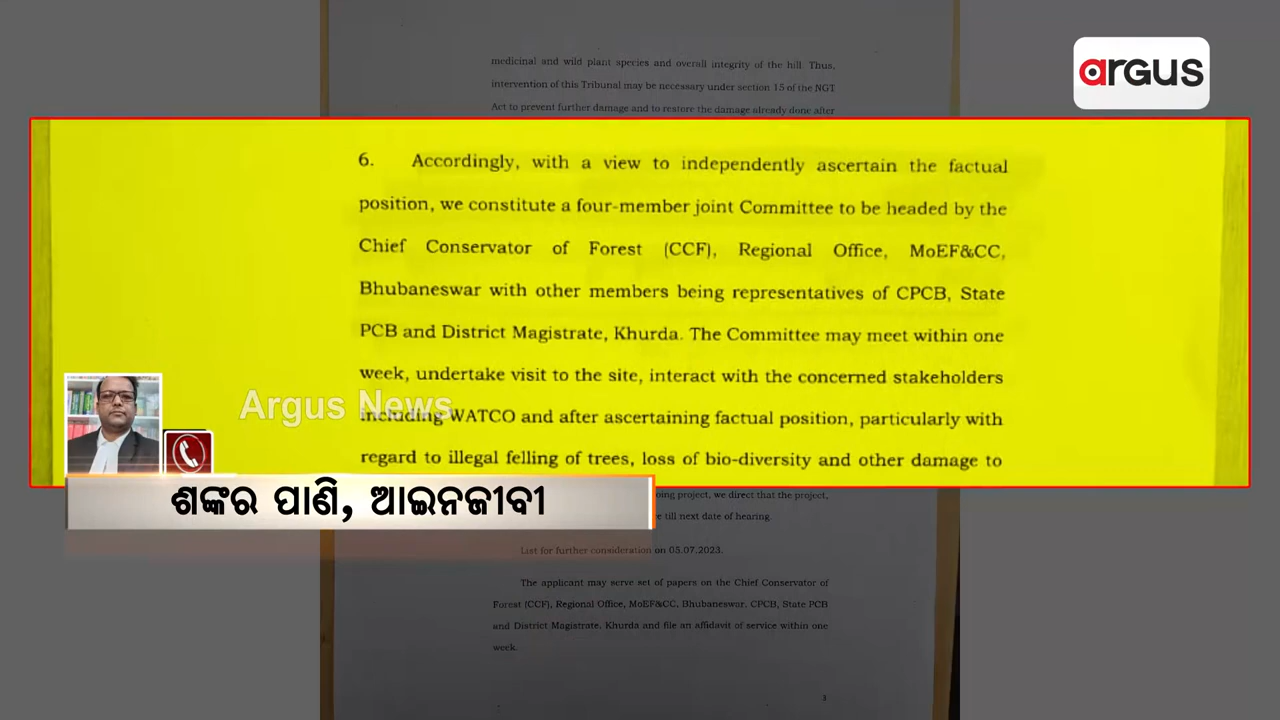 medicinal and wild plant species and overall integrity of the hill. Thus,
intervention of this Tribunal may be necessary under section 15 of the NGT
Act to prevent further damage and to restore the damage already done after
argus
6. Accordingly, with a view to independently ascertain the factual
position, we constitute a four-member joint Committee to be headed by the
Chief Conservator of Forest (CCF), Regional Office, MoEF&CC,
Bhubaneswar with other members being representatives of CPCB, State
PCB and District Magistrate, Khurda. The Committee may meet within one
week, undertake visit to the site, interact with the concerned stakeholders
Argus News
including WATCO and after ascertaining factual position, particularly with
regard to illegal felling of trees, loss of bio-diversity and other damage to
ଶଙ୍କର ପାଣି, ଆଇନଜୀବୀ
project, we direct that the project,
till next date of hearing.
List for further consideration on 05.07.2023.
The applicant may serve set of papers on the Chief Conservator of
Forest (CCF), Regional Office, MoEF&CC, Bhubaneswar, CPCB, State PCB
and District Magistrate, Khurda and file an affidavit of service within one
week.
3